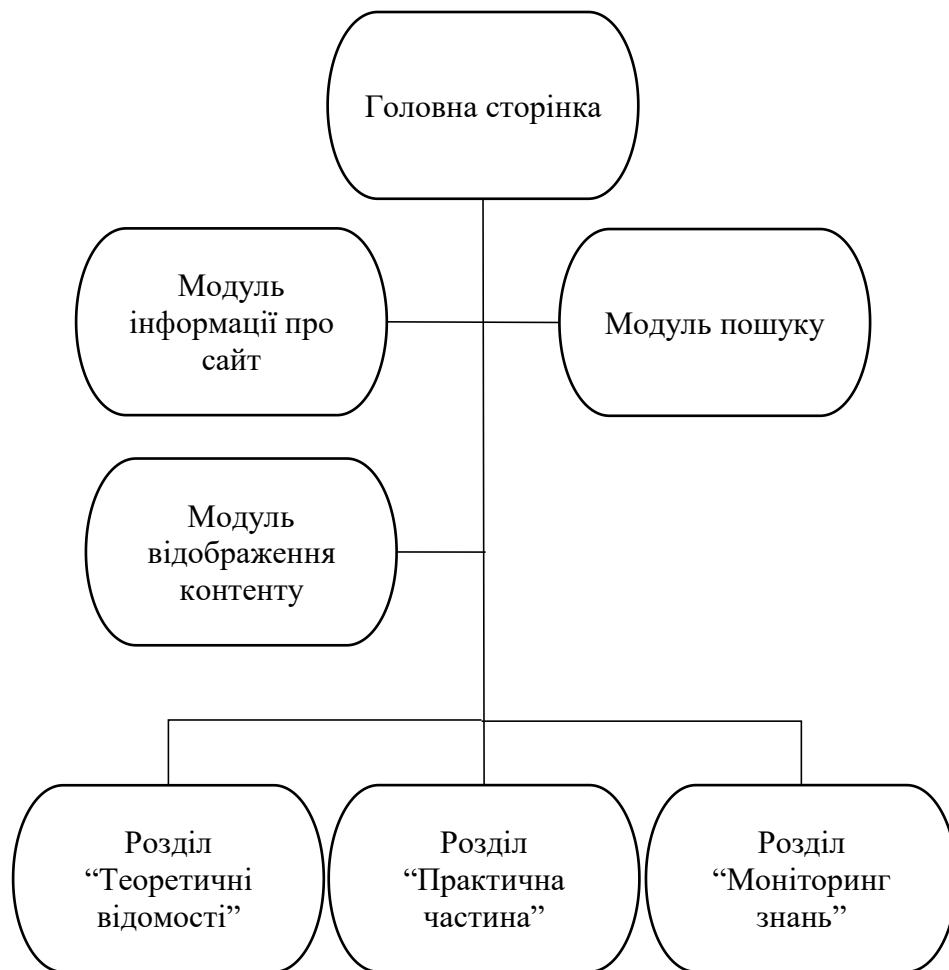 Головна сторінка
Модуль
інформації про
сайт
Модуль пошуку
Модуль
відображення
контенту
Розділ
“Теоретичні
відомості”
Розділ
“Практична
частина”
Розділ
“Моніторинг
знань”